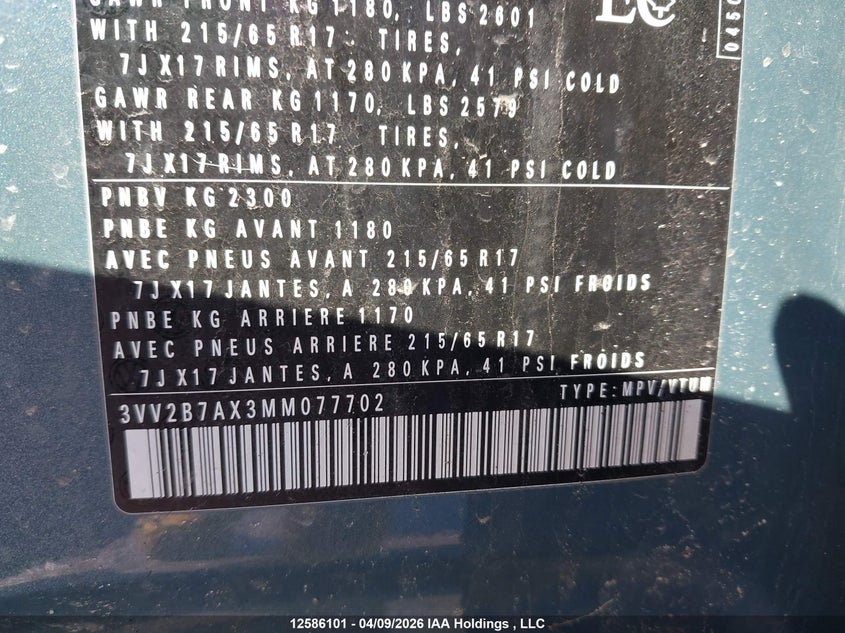 GAWR FRONT KG 1180, LBS 2601
EC
0450
WITH 215/65 R17 TIRES,
7J X17 RIMS, AT 280 KPA, 41 PSI COLD
GAWR REAR KG 1170, LBS 2579
WITH 215/65 R17 TIRES,
7J X17 RIMS, AT 280 KPA, 41 PSI COLD
PNBV KG 2300
PNBE KG AVANT 1180
AVEC PNEUS AVANT 215/65 R17
7J X17 JANTES, A 280 KPA, 41 PSI FROIDS
PNBE KG ARRIERE 1170
AVEC PNEUS ARRIERE 215/65 R17
7J X17 JANTES, A 280 KPA, 41 PSI FROIDS
TYPE: MPV/VTUM
3VV2B7AX3MM077702
12586101 - 04/09/2026 IAA Holdings , LLC